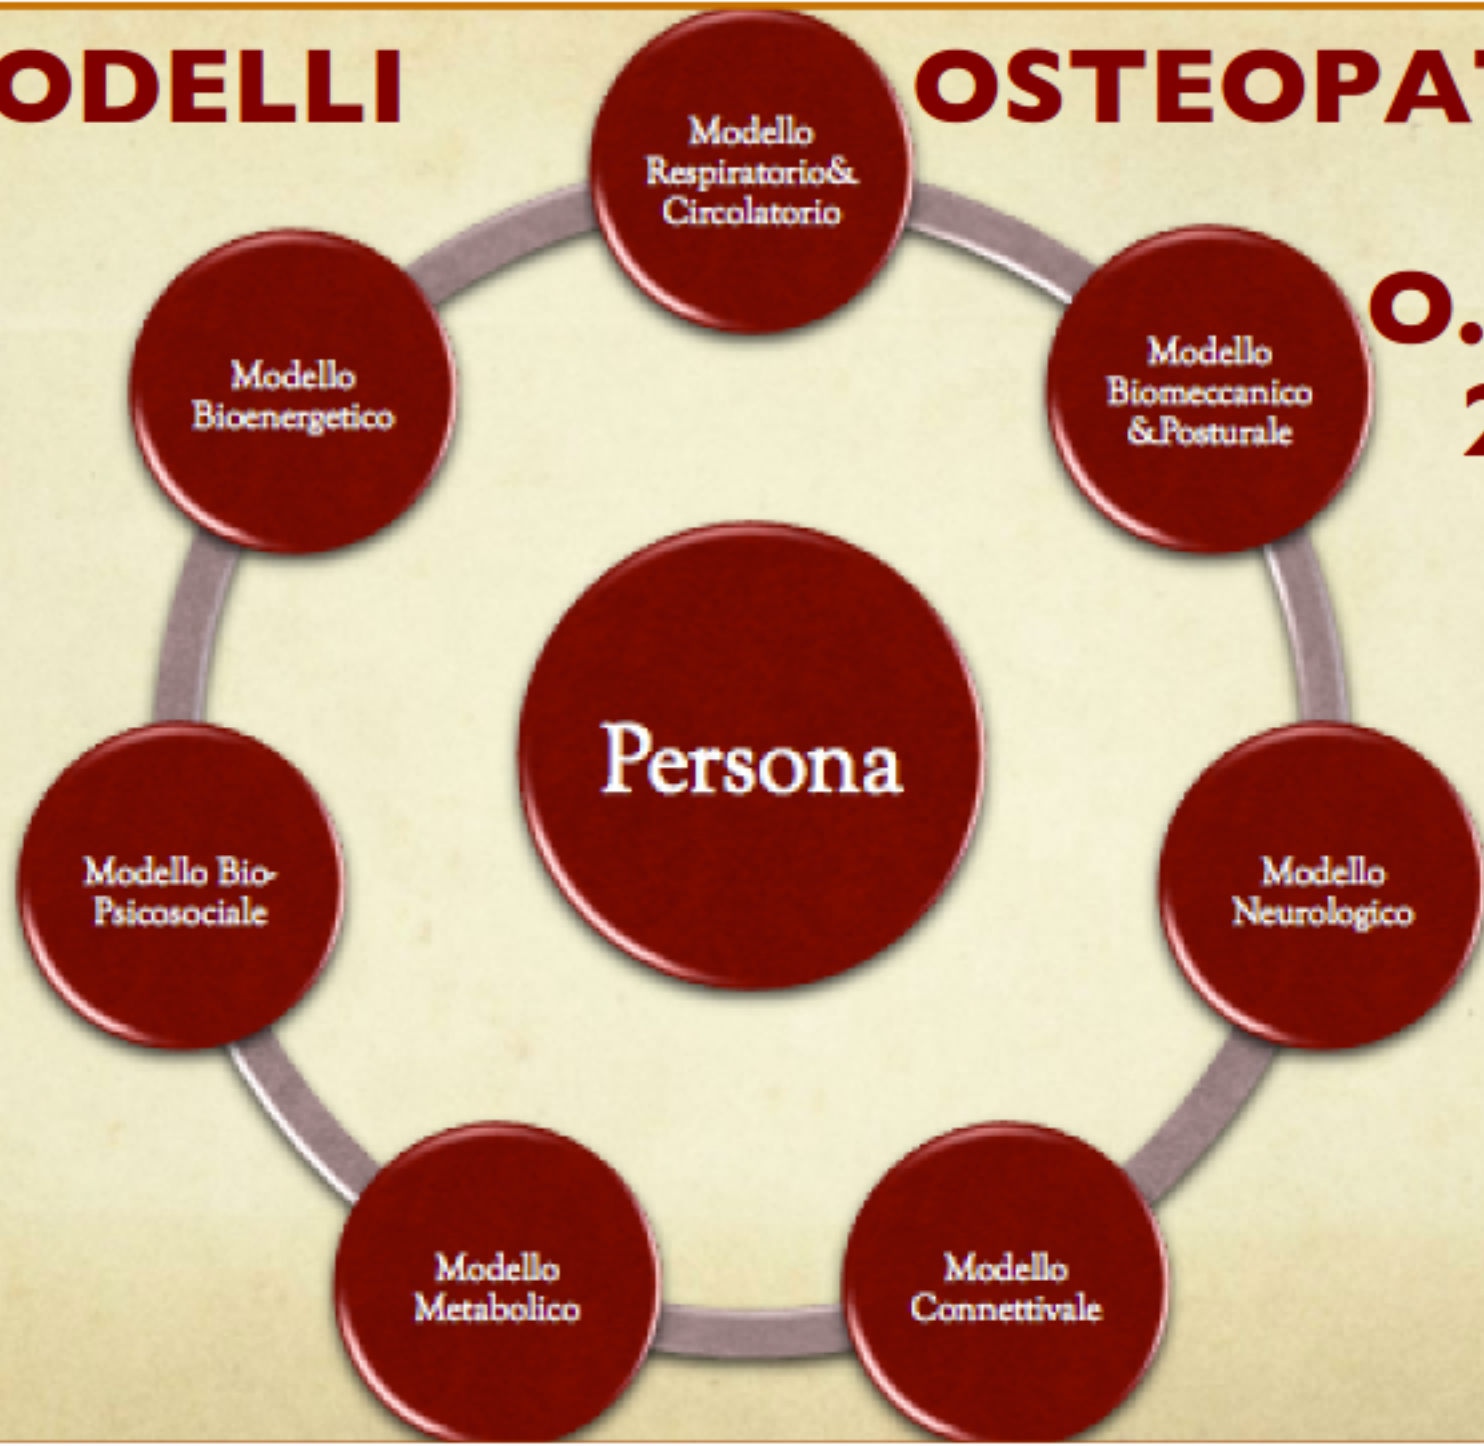 ODELLI
OSTEOPAT
O.
2
Modello
Respiratorio&
Circolatorio
Modello
Biomeccanico
&Posturale
Modello
Neurologico
Modello
Connettivale
Modello
Metabolico
Modello Bio-
Psicosociale
Modello
Bioenergetico
Persona